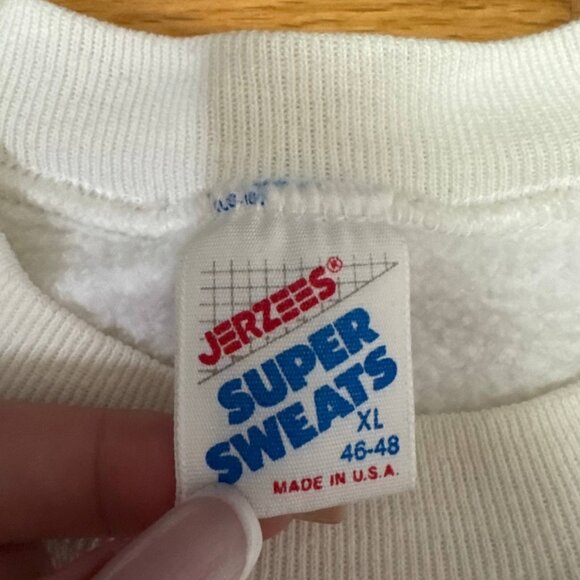 JERZEES®
SUPER
SWEATS
XL
46-48
MADE IN U.S.A.